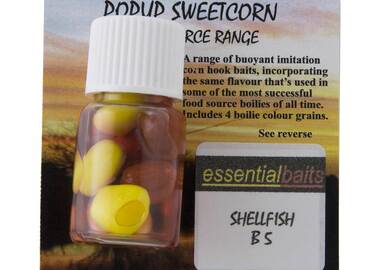 POPUP SWEETCORN
RCE RANGE
A range of buoyant imitation
corn hook baits, incorporating
the same flavour that's used in
some of the most successful
food source boilies of all time.
Includes 4 boilie colour grains.
See reverse
essentialbaits
SHELLFISH
B5